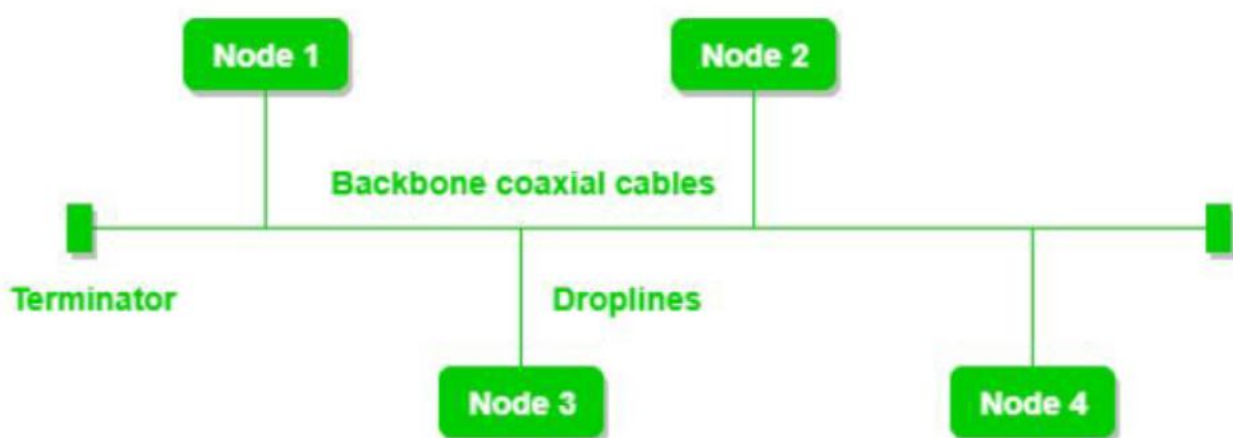 Node 1
Node 2
Backbone coaxial cables
Terminator
Droplines
Node 3
Node 4